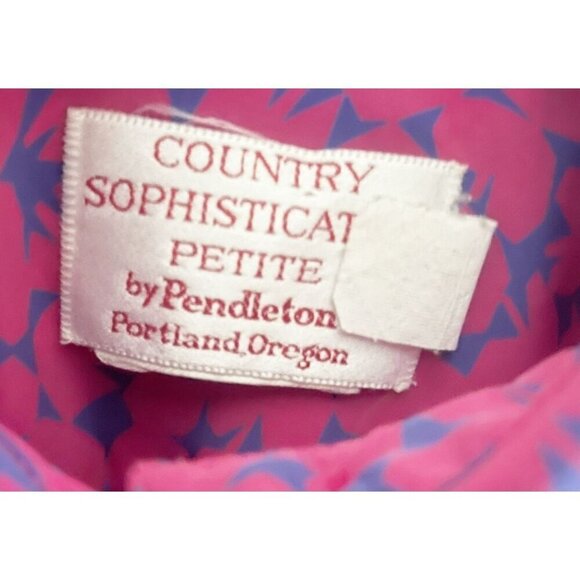 COUNTRY
SOPHISTICAT
PETITE
by Pendleton
Portland, Oregon